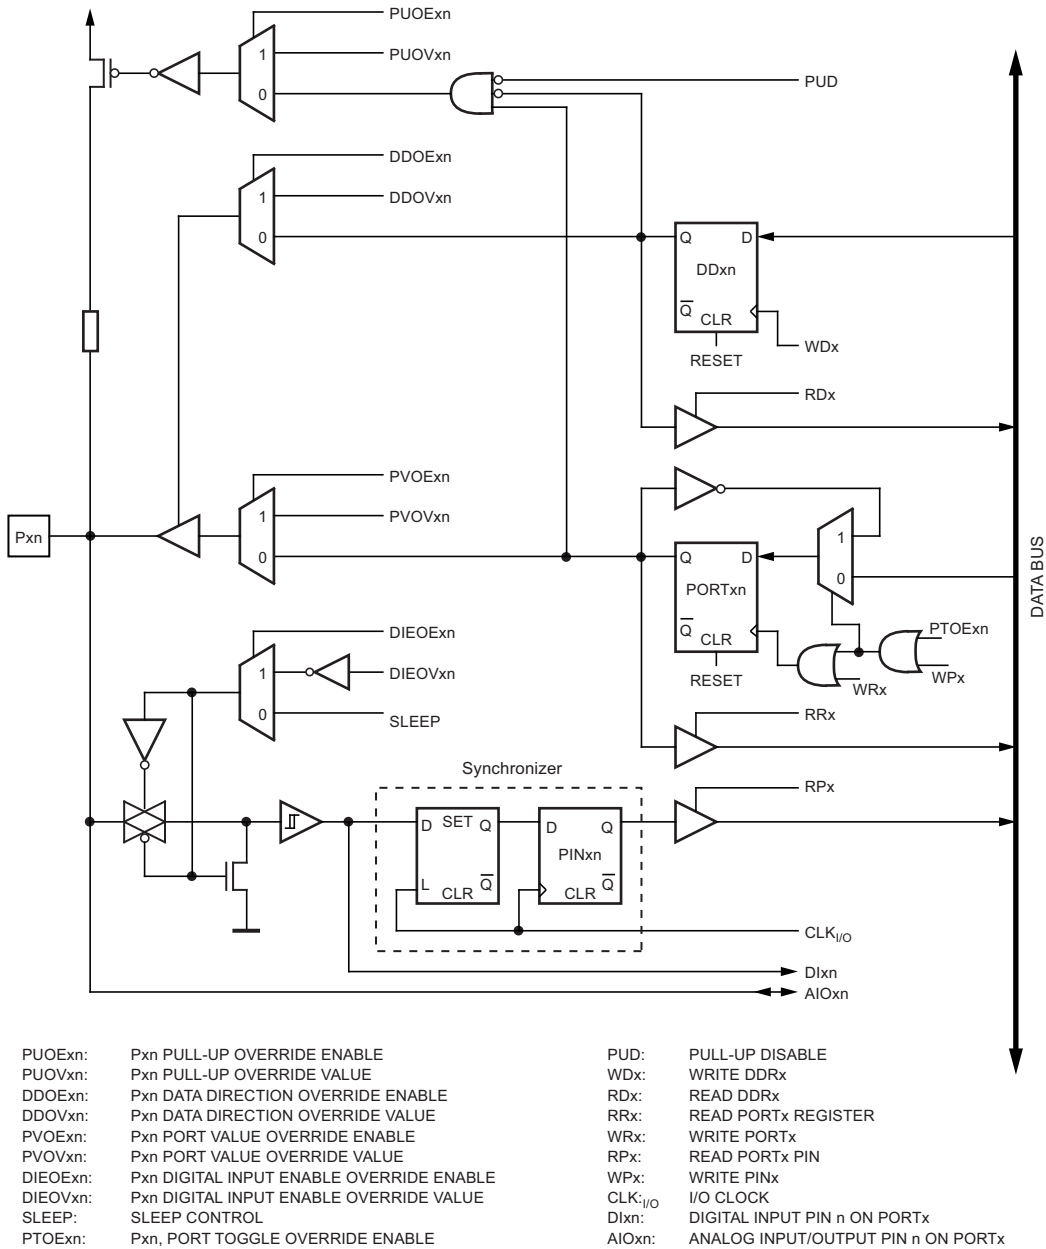 PUOExn
1
PUOVxn
0
PUD
DDOExn
1
DDOVxn
0
Q D
DDxn
Q
CLR
RESET
WDx
RDx
PVOExn
1
PVOVxn
0
Pxn
Q D
PORTxn
Q
CLR
RESET
1
0
PTOExn
WPx
WRx
DATA BUS
DIEOExn
1
DIEOVxn
0
SLEEP
RRx
Synchronizer
RPx
D SET Q
L
CLR
Q
D Q
PINxn
CLR
Q
CLKI/O
DIxn
AIOxn
PUOExn: Pxn PULL-UP OVERRIDE ENABLE
PUOVxn: Pxn PULL-UP OVERRIDE VALUE
DDOExn: Pxn DATA DIRECTION OVERRIDE ENABLE
DDOVxn: Pxn DATA DIRECTION OVERRIDE VALUE
PVOExn: Pxn PORT VALUE OVERRIDE ENABLE
PVOVxn: Pxn PORT VALUE OVERRIDE VALUE
DIEOExn: Pxn DIGITAL INPUT ENABLE OVERRIDE ENABLE
DIEOVxn: Pxn DIGITAL INPUT ENABLE OVERRIDE VALUE
SLEEP: SLEEP CONTROL
PTOExn: Pxn, PORT TOGGLE OVERRIDE ENABLE
PUD: PULL-UP DISABLE
WDx: WRITE DDRx
RDx: READ DDRx
RRx: READ PORTx REGISTER
WRx: WRITE PORTx
RPx: READ PORTx PIN
WPx: WRITE PINx
CLK:I/O I/O CLOCK
DIxn: DIGITAL INPUT PIN n ON PORTx
AIOxn: ANALOG INPUT/OUTPUT PIN n ON PORTx